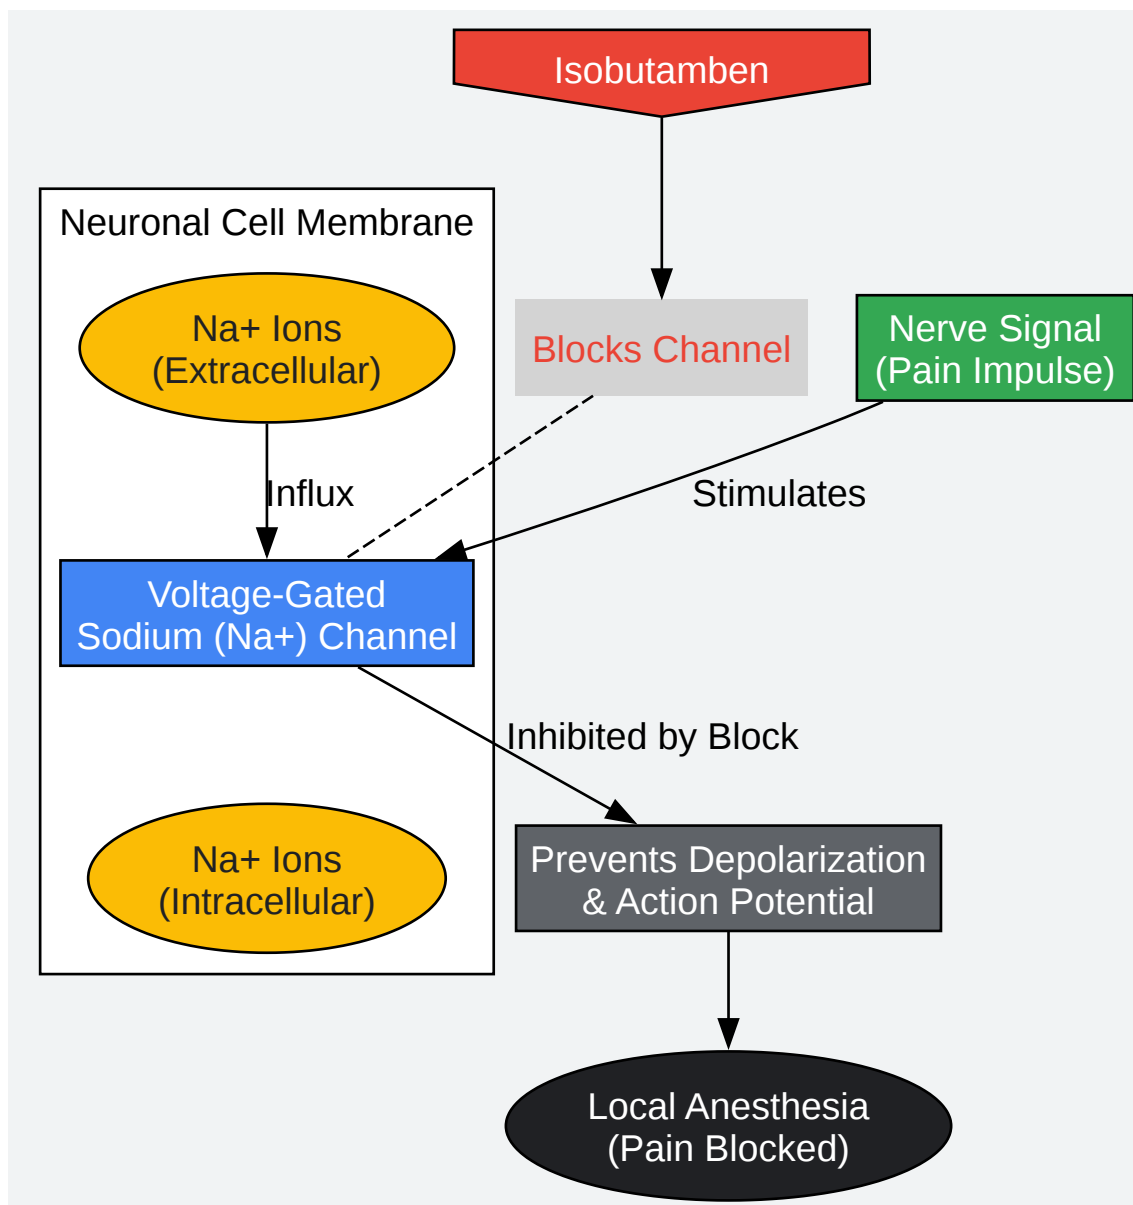 Isobutamben
Neuronal Cell Membrane
Na+ Ions
(Extracellular)
Blocks Channel
Nerve Signal
(Pain Impulse)
Influx
Stimulates
Voltage-Gated
Sodium (Na+) Channel
Inhibited by Block
Na+ Ions
(Intracellular)
Prevents Depolarization
& Action Potential
Local Anesthesia
(Pain Blocked)